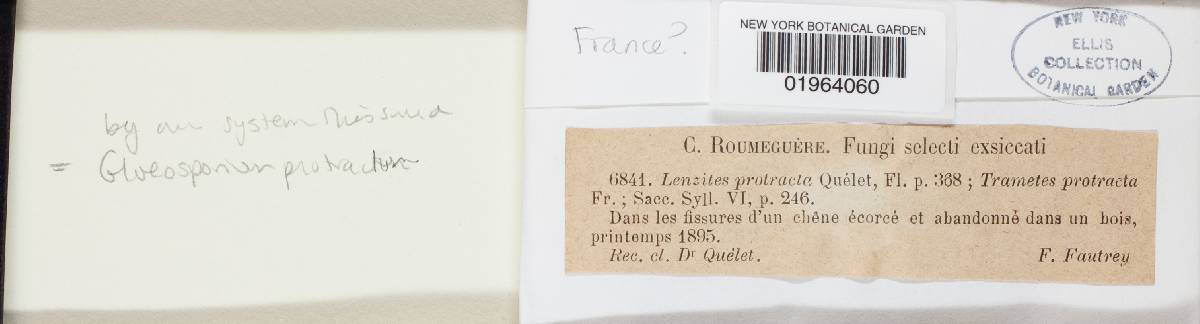 by our system
= Gloeosporium protractum
France?
NEW YORK BOTANICAL GARDEN
01964060
NEW YORK
ELLIS
COLLECTION
BOTANICAL GARDEN
C. ROUMEGUÈRE. Fungi selecti exsiccati
6841. Lenzites protracta Quélet, Fl. p. 368 ; Trametes protracta
Fr. ; Sacc. Syll. VI, p. 246.
Dans les fissures d'un chêne écorcé et abandonné dans un bois,
printemps 1895.
Rec. cl. Dr Quélet. F. Fautrey